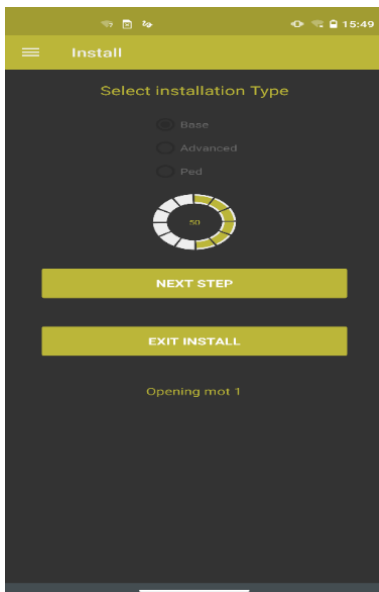 15:49
Install
Select installation Type
Base
Advanced
Ped
50
NEXT STEP
EXIT INSTALL
Opening mot 1